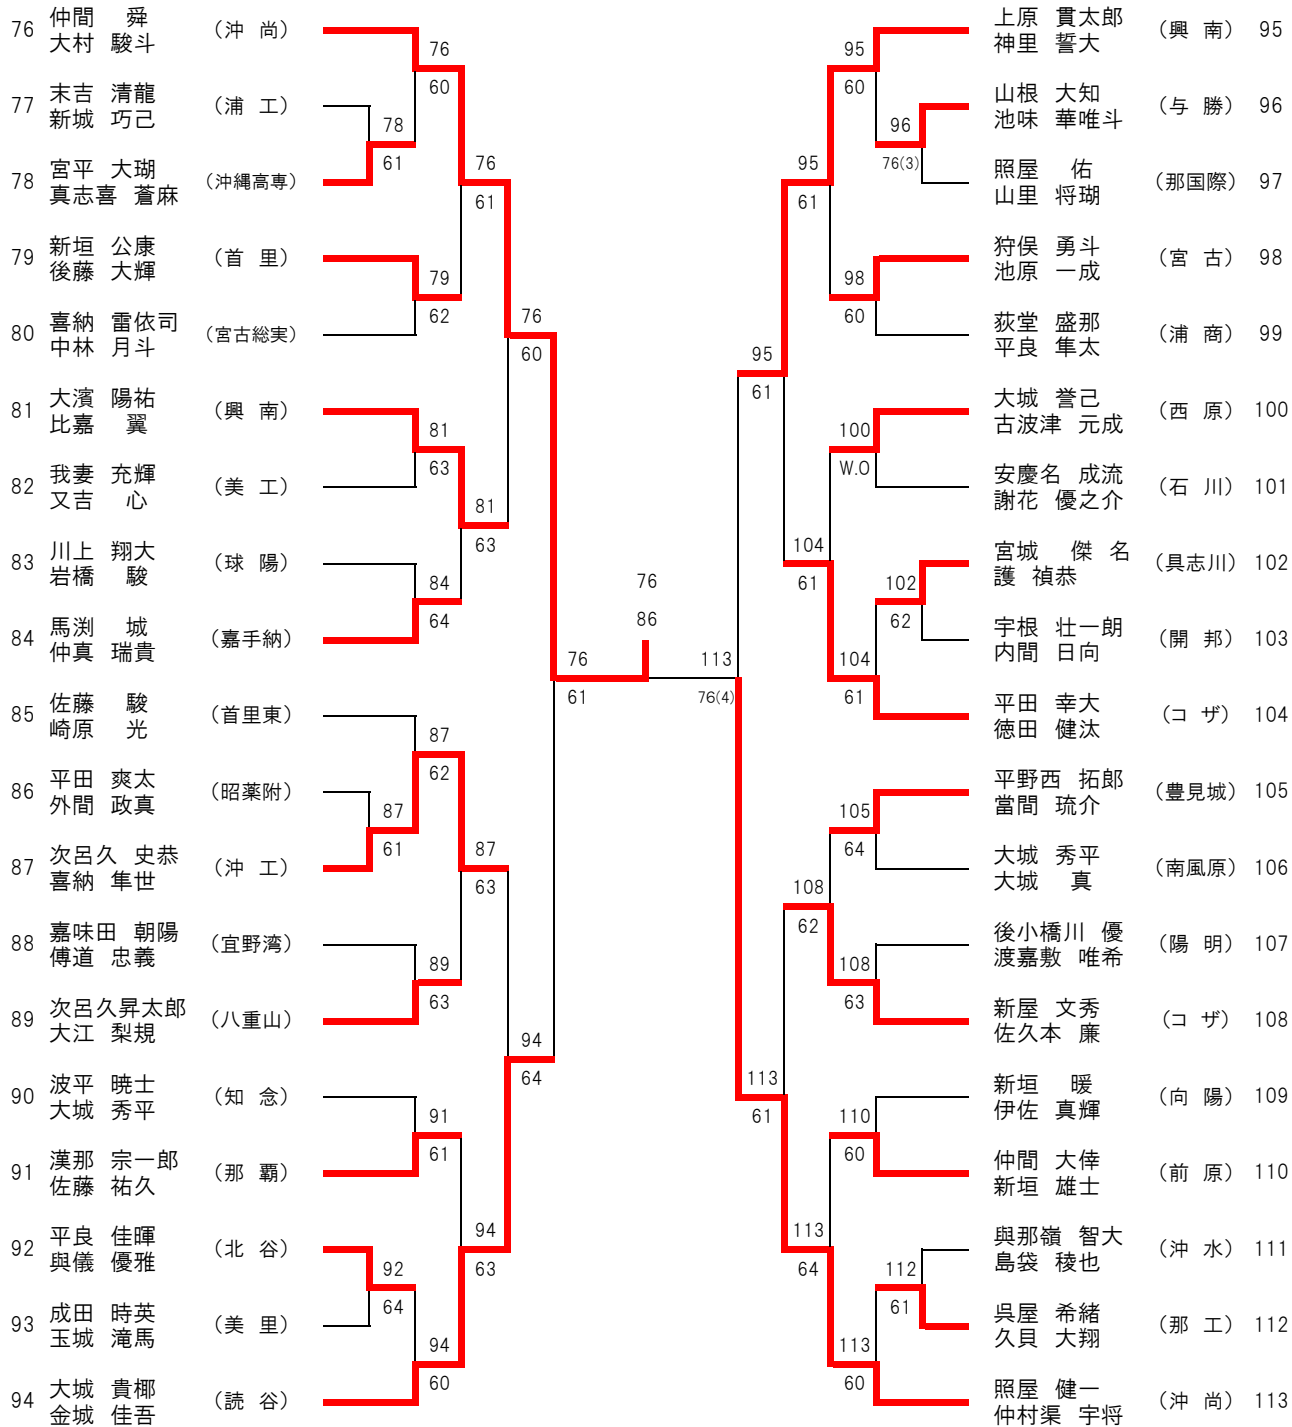 76 仲間 舜 大村 駿斗 (沖 尚)
77 末吉 清龍 新城 巧己 (浦 工)
78 宮平 大瑚 真志喜 蒼麻 (沖縄高専)
79 新垣 公康 後藤 大輝 (首 里)
80 喜納 雷依司 中林 月斗 (宮古総実)
81 大濱 陽祐 比嘉 翼 (興 南)
82 我妻 充輝 又吉 心 (美 工)
83 川上 翔大 岩橋 駿 (球 陽)
84 馬渕 城 仲真 瑞貴 (嘉手納)
85 佐藤 駿 崎原 光 (首里東)
86 平田 爽太 外間 政真 (昭薬附)
87 次呂久 史恭 喜納 隼世 (沖 工)
88 嘉味田 朝陽 傅道 忠義 (宜野湾)
89 次呂久昇太郎 大江 梨規 (八重山)
90 波平 暁士 大城 秀平 (知 念)
91 漢那 宗一郎 佐藤 祐久 (那 覇)
92 平良 佳暉 與儀 優雅 (北 谷)
93 成田 時英 玉城 滝馬 (美 里)
94 大城 貴椰 金城 佳吾 (読 谷)
76
60
78
61
76
61
79
62
76
60
81
63
81
63
84
64
76
61
87
62
87
61
87
63
89
63
94
64
91
61
94
63
92
64
94
60
76
86
113
76(4)
95
60
96
76(3)
95
61
98
60
95
61
100
W.O
104
61
102
62
104
61
105
64
108
62
108
63
113
61
110
60
113
64
112
61
113
60
上原 貫太郎 神里 誓大 (興 南) 95
山根 大知 池味 華唯斗 (与 勝) 96
照屋 佑 山里 将瑚 (那国際) 97
狩俣 勇斗 池原 一成 (宮 古) 98
荻堂 盛那 平良 隼太 (浦 商) 99
大城 誉己 古波津 元成 (西 原) 100
安慶名 成流 謝花 優之介 (石 川) 101
宮城 傑 名 護 禎恭 (具志川) 102
宇根 壮一朗 内間 日向 (開 邦) 103
平田 幸大 徳田 健汰 (コ ザ) 104
平野西 拓郎 當間 琉介 (豊見城) 105
大城 秀平 大城 真 (南風原) 106
後小橋川 優 渡嘉敷 唯希 (陽 明) 107
新屋 文秀 佐久本 廉 (コ ザ) 108
新垣 暖 伊佐 真輝 (向 陽) 109
仲間 大倖 新垣 雄士 (前 原) 110
與那嶺 智大 島袋 稜也 (沖 水) 111
呉屋 希緒 久貝 大翔 (那 工) 112
照屋 健一 仲村渠 宇将 (沖 尚) 113